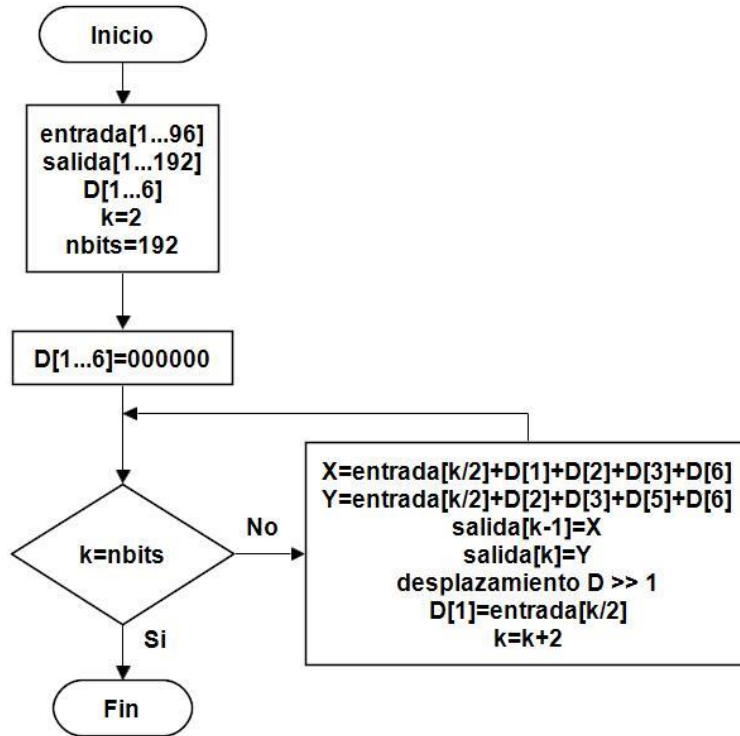 Inicio
entrada[1...96]
salida[1...192]
D[1...6]
k=2
nbits=192
D[1...6]=000000
k=nbits
No
X=entrada[k/2]+D[1]+D[2]+D[3]+D[6]
Y=entrada[k/2]+D[2]+D[3]+D[5]+D[6]
salida[k-1]=X
salida[k]=Y
desplazamiento D >> 1
D[1]=entrada[k/2]
k=k+2
Si
Fin